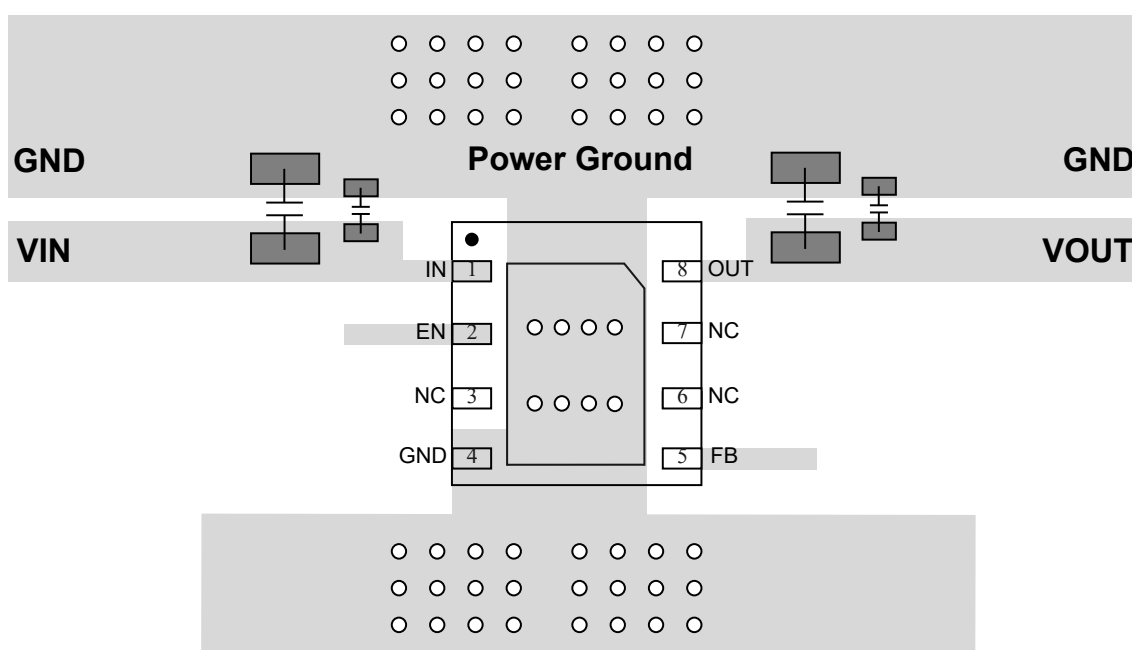 GND
Power Ground
GND
VIN
VOUT
IN 1
8 OUT
EN 2
7 NC
NC 3
6 NC
GND 4
5 FB